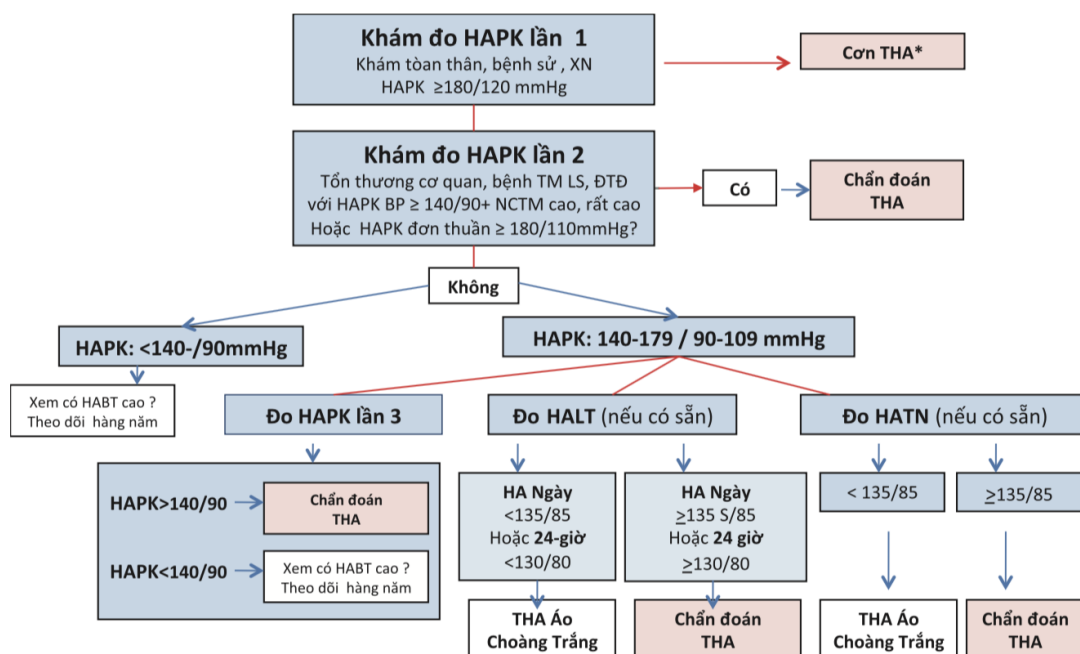 Khám đo HAPK lần 1
Khám tòan thân, bệnh sử , XN
HAPK ≥180/120 mmHg
Cơn THA*
Khám đo HAPK lần 2
Tổn thương cơ quan, bệnh TM LS, ĐTĐ
với HAPK BP ≥ 140/90+ NCTM cao, rất cao
Hoặc HAPK đơn thuần ≥ 180/110mmHg?
Có
Chẩn đoán
THA
Không
HAPK: <140-/90mmHg
HAPK: 140-179 / 90-109 mmHg
Xem có HABT cao ?
Theo dõi hàng năm
Đo HAPK lần 3
Đo HALT (nếu có sẵn)
Đo HATN (nếu có sẵn)
HAPK>140/90
Chẩn đoán
THA
HAPK<140/90
Xem có HABT cao ?
Theo dõi hàng năm
HA Ngày
<135/85
Hoặc 24-giờ
<130/80
HA Ngày
≥135 S/85
Hoặc 24 giờ
≥130/80
< 135/85
≥135/85
THA Áo
Choàng Trắng
Chẩn đoán
THA
THA Áo
Choàng Trắng
Chẩn đoán
THA